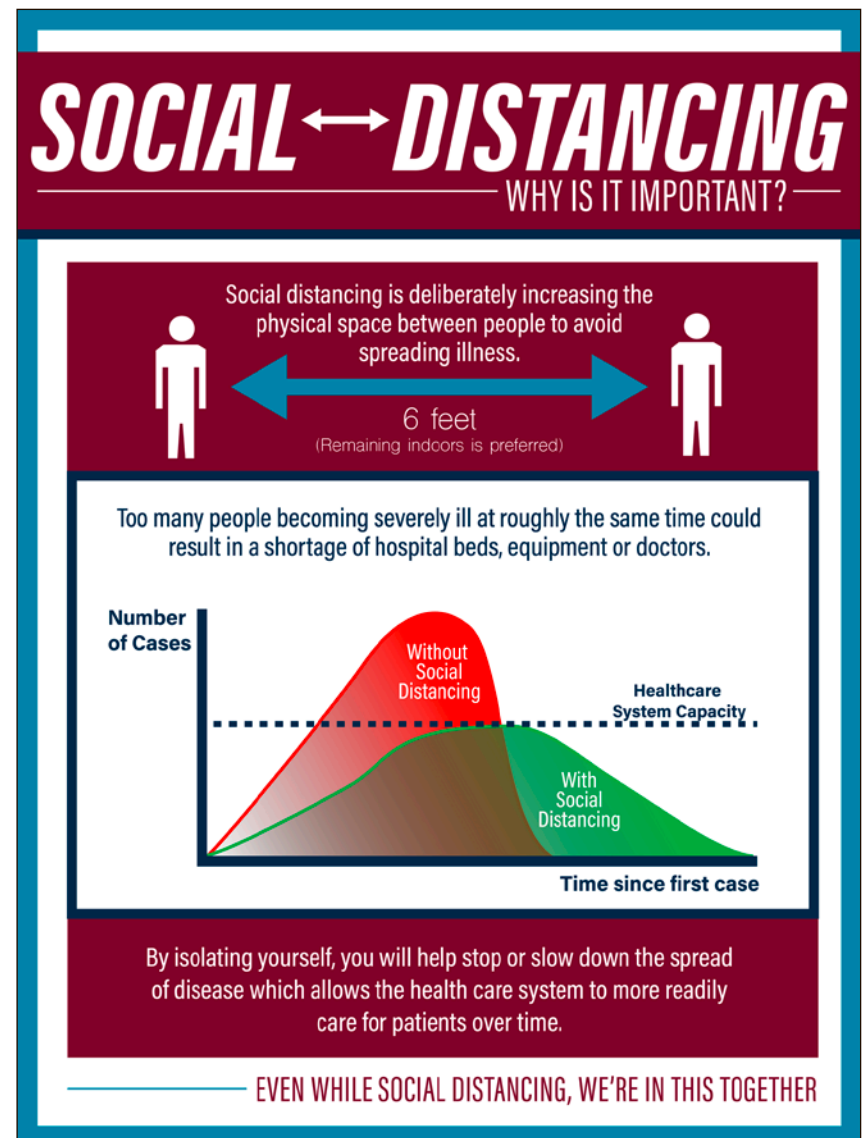 SOCIAL DISTANCING
WHY IS IT IMPORTANT?
Social distancing is deliberately increasing the
physical space between people to avoid
spreading illness.
6 feet
(Remaining indoors is preferred)
Too many people becoming severely ill at roughly the same time could
result in a shortage of hospital beds, equipment or doctors.
Number
of Cases
Without
Social
Distancing
Healthcare
System Capacity
With
Social
Distancing
Time since first case
By isolating yourself, you will help stop or slow down the spread
of disease which allows the health care system to more readily
care for patients over time.
EVEN WHILE SOCIAL DISTANCING, WE'RE IN THIS TOGETHER